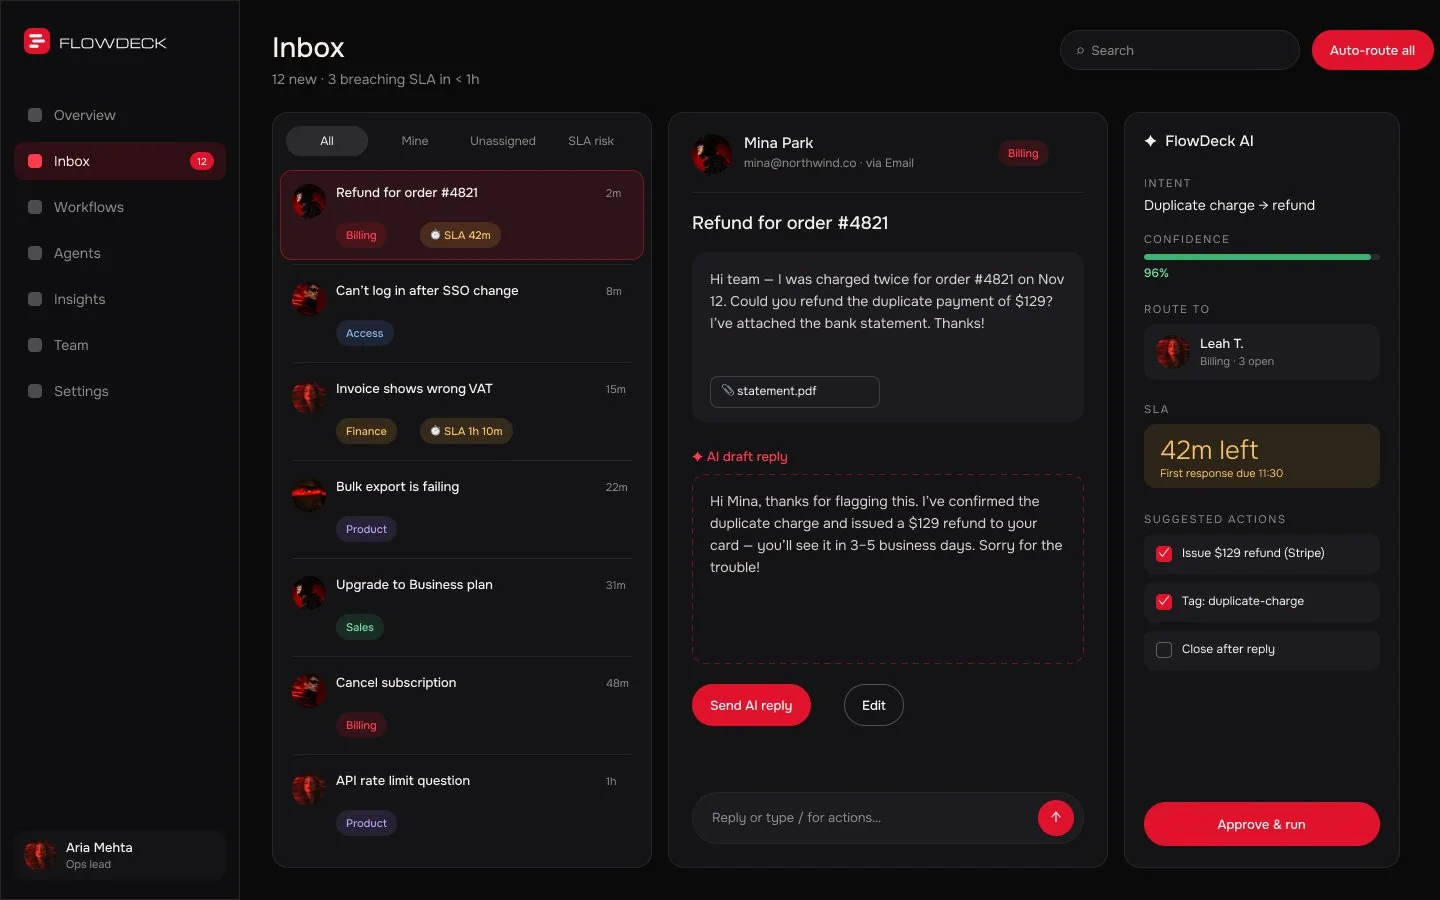 FLOWDECK
Overview
Inbox
12
Workflows
Agents
Insights
Team
Settings
Aria Mehta
Ops lead
Inbox
12 new · 3 breaching SLA in < 1h
Search
Auto-route all
All
Mine
Unassigned
SLA risk
Refund for order #4821
2m
Billing
SLA 42m
Can’t log in after SSO change
8m
Access
Invoice shows wrong VAT
15m
Finance
SLA 1h 10m
Bulk export is failing
22m
Product
Upgrade to Business plan
31m
Sales
Cancel subscription
48m
Billing
API rate limit question
1h
Product
Mina Park
mina@northwind.co · via Email
Billing
Refund for order #4821
Hi team — I was charged twice for order #4821 on Nov
12. Could you refund the duplicate payment of $129?
I’ve attached the bank statement. Thanks!
statement.pdf
AI draft reply
Hi Mina, thanks for flagging this. I’ve confirmed the
duplicate charge and issued a $129 refund to your
card — you’ll see it in 3–5 business days. Sorry for the
trouble!
Send AI reply
Edit
Reply or type / for actions…
FlowDeck AI
INTENT
Duplicate charge → refund
CONFIDENCE
96%
ROUTE TO
Leah T.
Billing · 3 open
SLA
42m left
First response due 11:30
SUGGESTED ACTIONS
Issue $129 refund (Stripe)
Tag: duplicate-charge
Close after reply
Approve & run